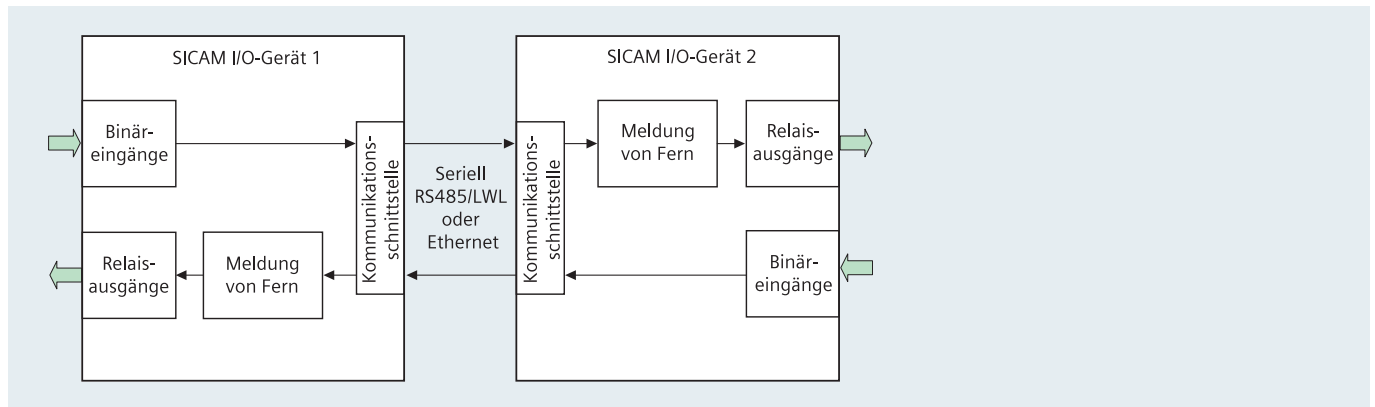 SICAM I/O-Gerät 1
Binär-
eingänge
Kommunikations-
schnittstelle
Relais-
ausgänge
Meldung
von Fern
Seriell
RS485/LWL
oder
Ethernet
SICAM I/O-Gerät 2
Kommunikations-
schnittstelle
Meldung
von Fern
Relais-
ausgänge
Binär-
eingänge